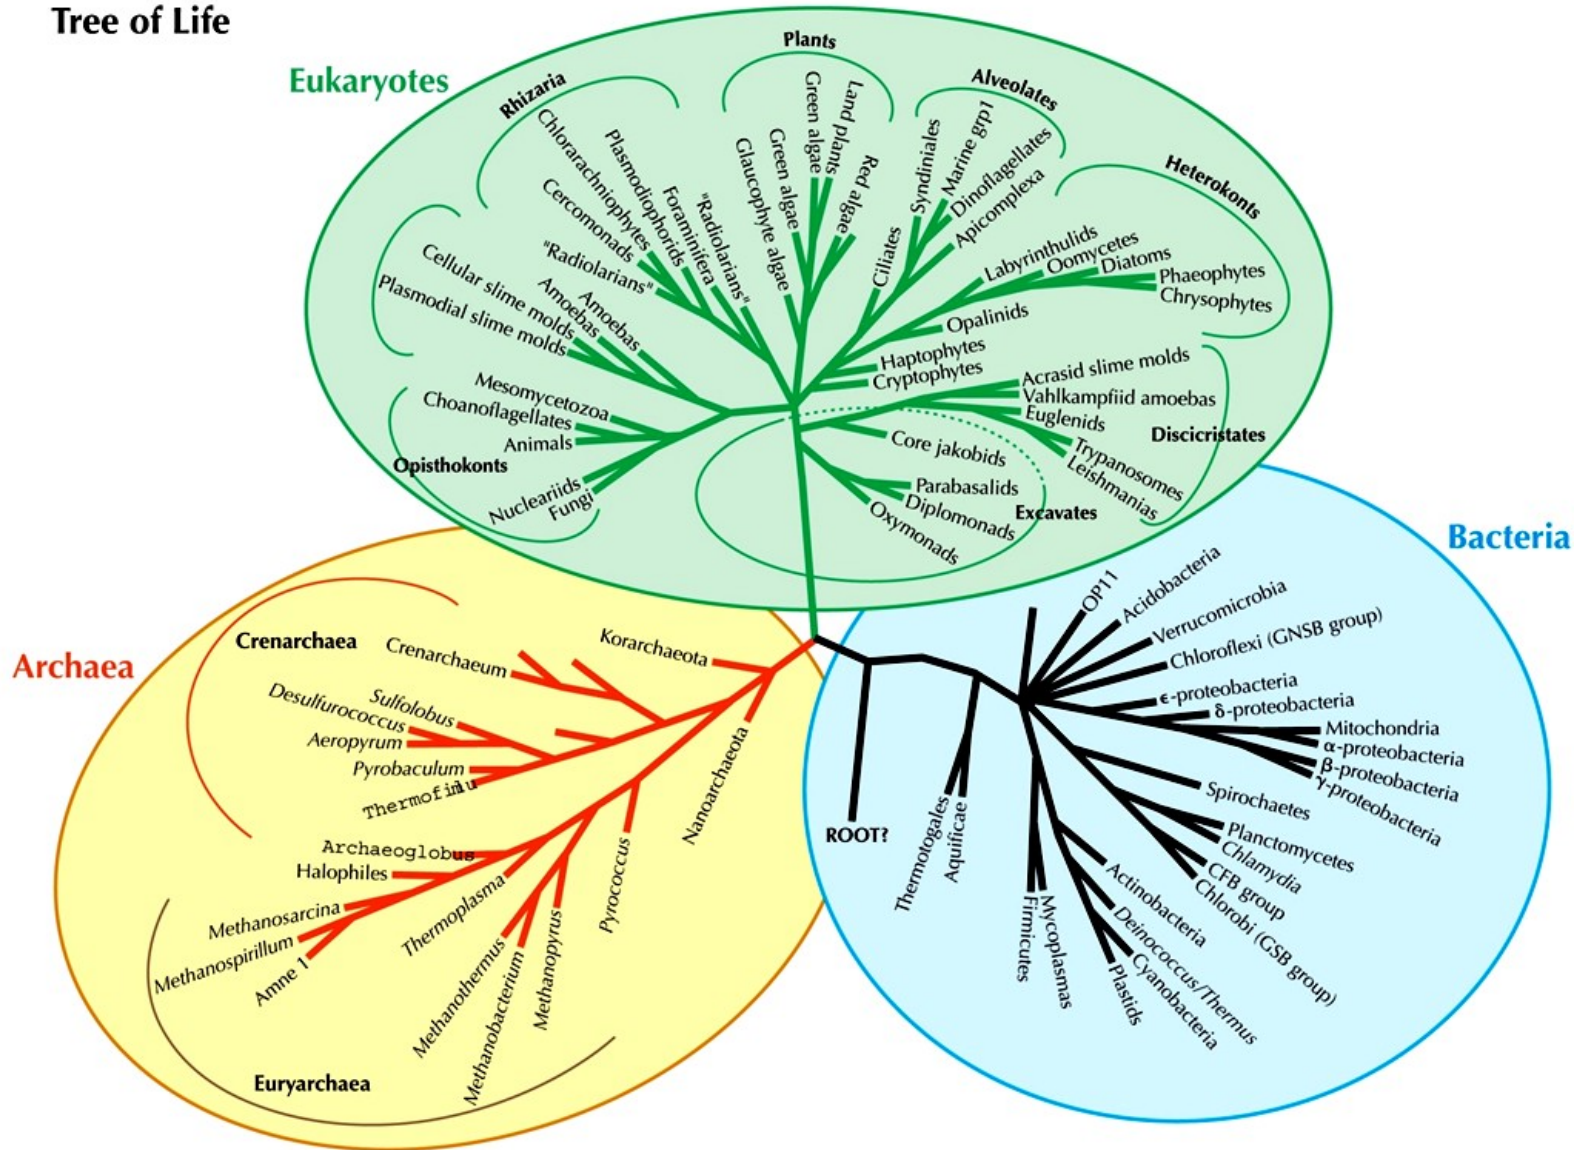 Tree of Life
Eukaryotes
Plants
Rhizaria
Alveolates
Heterokonts
Chlorarachniophytes
Plasmodiophorids
Foraminifera
"Radiolarians"
Cercomonads
"Radiolarians"
Glaucophyte algae
Green algae
Green algae
Land plants
Red algae
Ciliates
Syndiniales
Marine grp1
Dinoflagellates
Apicomplexa
Labyrinthulids
Oomycetes
Diatoms
Phaeophytes
Chrysophytes
Opalinids
Haptophytes
Cryptophytes
Cellular slime molds
Plasmodial slime molds
Amoebas
Amoebas
Mesomycetozoa
Choanoflagellates
Animals
Opisthokonts
Nucleariids
Fungi
Acrasid slime molds
Vahlkampfiid amoebas
Euglenids
Trypanosomes
Leishmanias
Discicristates
Core jakobids
Parabasalids
Diplomonads
Oxymonads
Excavates
Bacteria
OP11
Acidobacteria
Verrucomicrobia
Chloroflexi (GNSB group)
ϵ-proteobacteria
δ-proteobacteria
Mitochondria
α-proteobacteria
β-proteobacteria
γ-proteobacteria
Spirochaetes
Planctomycetes
Chlamydia
CFB group
Chlorobi (GSB group)
Actinobacteria
Deinococcus/Thermus
Cyanobacteria
Plastids
Mycoplasmas
Firmicutes
Aquificae
Thermotogales
ROOT?
Archaea
Crenarchaea
Korarchaeota
Crenarchaeum
Sulfolobus
Desulfurococcus
Aeropyrum
Pyrobaculum
Nanoarchaeota
Archaeoglobus
Halophiles
Methanosarcina
Methanospirillum
Amne 1
Thermoplasma
Methanothermus
Methanobacterium
Methanopyrus
Pyrococcus
Euryarchaea